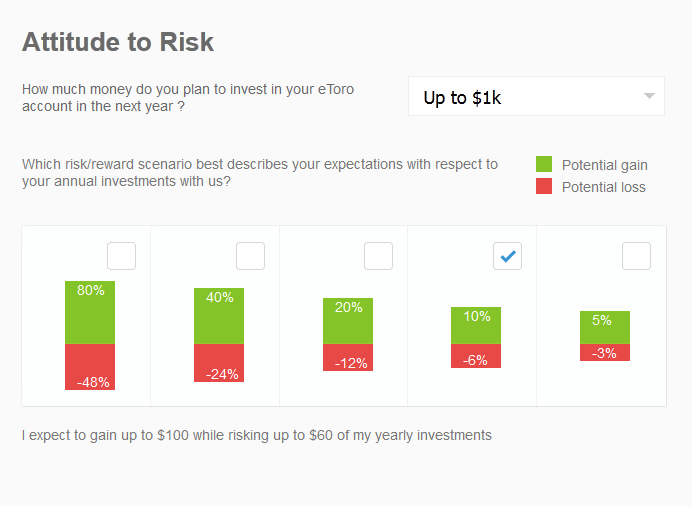 Attitude to Risk
How much money do you plan to invest in your eToro
account in the next year ?
Up to $1k
Which risk/reward scenario best describes your expectations with respect to
your annual investments with us?
Potential gain
Potential loss
80%
40%
20%
10%
5%
-48%
-24%
-12%
-6%
-3%
I expect to gain up to $100 while risking up to $60 of my yearly investments